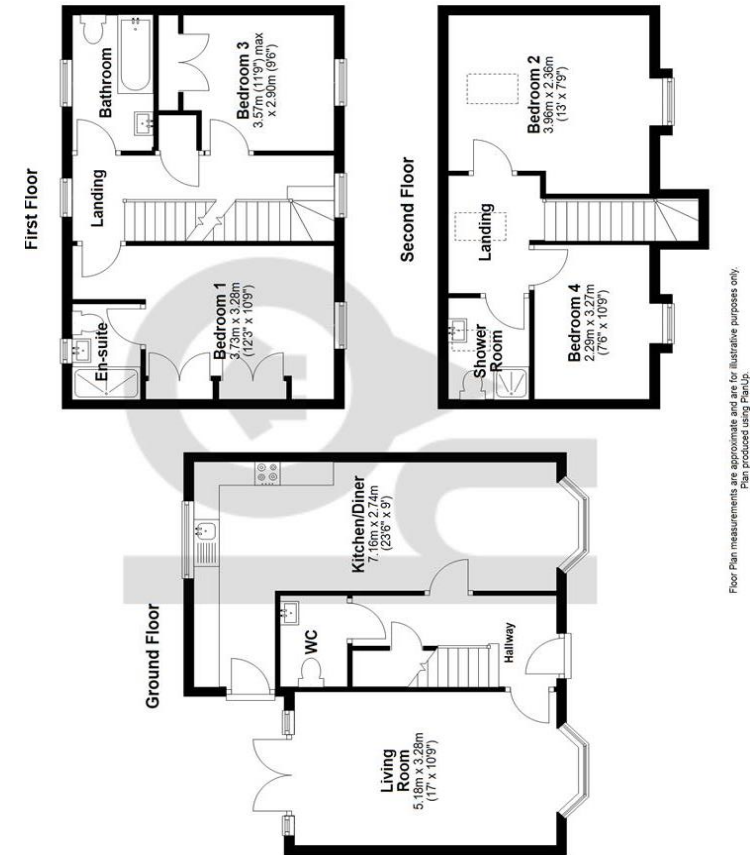 Ground Floor
Kitchen/Diner
7.16m x 2.74m
(23'6" x 9')
WC
Hallway
Living
Room
5.18m x 3.28m
(17' x 10'9")
First Floor
Bathroom
Bedroom 3
3.57m (11'9") max
x 2.90m (9'6")
Landing
En-suite
Bedroom 1
3.73m x 3.28m
(12'3" x 10'9")
Second Floor
Bedroom 2
3.96m x 2.36m
(13' x 7'9")
Landing
Shower
Room
Bedroom 4
2.29m x 3.27m
(7'6" x 10'9")
Floor Plan measurements are approximate and are for illustrative purposes only.
Plan produced using PlanUp.